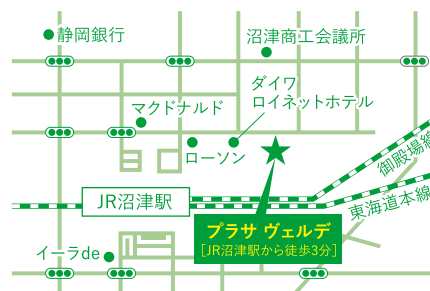 静岡銀行
沼津商工会議所
ダイワ
ロイネットホテル
マクドナルド
ローソン
御殿場線
JR沼津駅
東海道本線
プラサ ヴェルデ
[JR沼津駅から徒歩3分]
イーラde